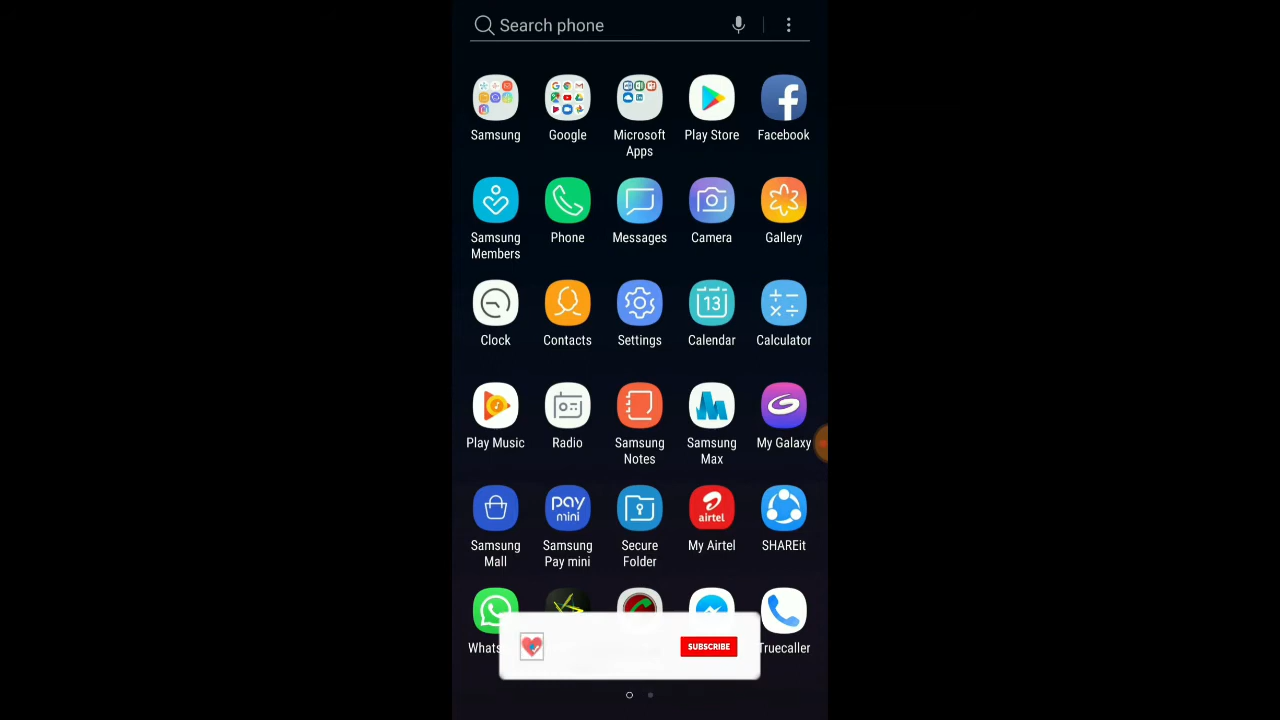 Search phone
Samsung
Google
Microsoft
Apps
Play Store
Facebook
Samsung
Members
Phone
Messages
Camera
Gallery
Clock
Contacts
Settings
13
Calendar
Calculator
Play Music
Radio
Samsung
Notes
Samsung
Max
My Galaxy
Samsung
Mall
pay
mini
Samsung
Pay mini
Secure
Folder
airtel
My Airtel
SHAREit
Whats
Truecaller
SUBSCRIBE